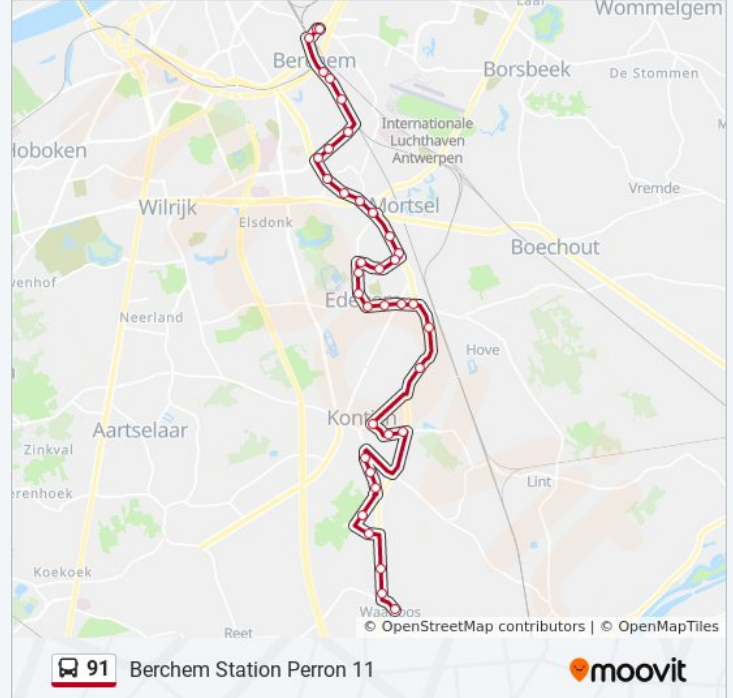 Laar
Wommelgem
Berchem
Borsbeek
De Stommen
Internationale
Luchthaven
Antwerpen
Hoboken
Vremde
Wilrijk
Mortsel
Elsdonk
Boechout
Neerland
Hove
Aartselaar
Zinkval
Lint
Koekoek
Reet
© OpenStreetMap contributors | © OpenMapTiles
91 Berchem Station Perron 11
moovit